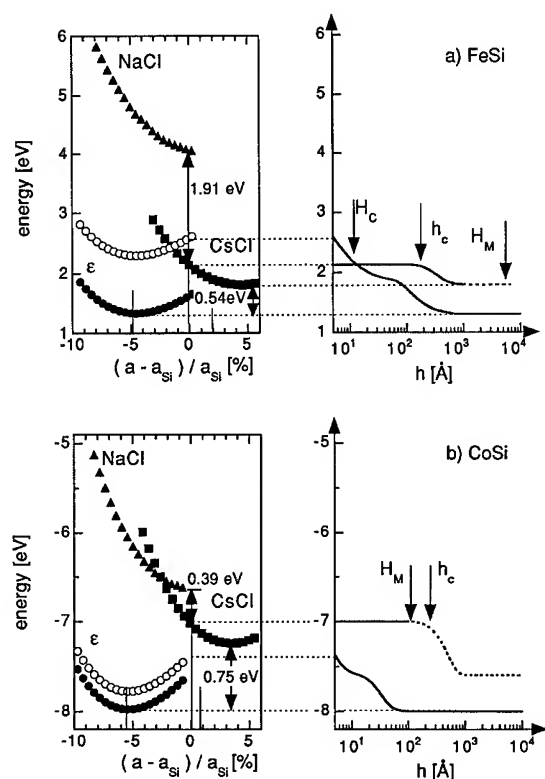 a) FeSi
energy [eV]
6
5
4
3
2
1
NaCl
1.91 eV
CsCl
ε
0.54eV
-10
-5
0
5
( a - aSi ) / aSi [%]
6
5
4
3
2
1
HC
hc
HM
10¹
10²
10³
10⁴
h [Å]
b) CoSi
energy [eV]
-5
-6
-7
-8
NaCl
0.39 eV
CsCl
ε
0.75 eV
-10
-5
0
5
( a - aSi ) / aSi [%]
-5
-6
-7
-8
HM
hc
10¹
10²
10³
10⁴
h [Å]